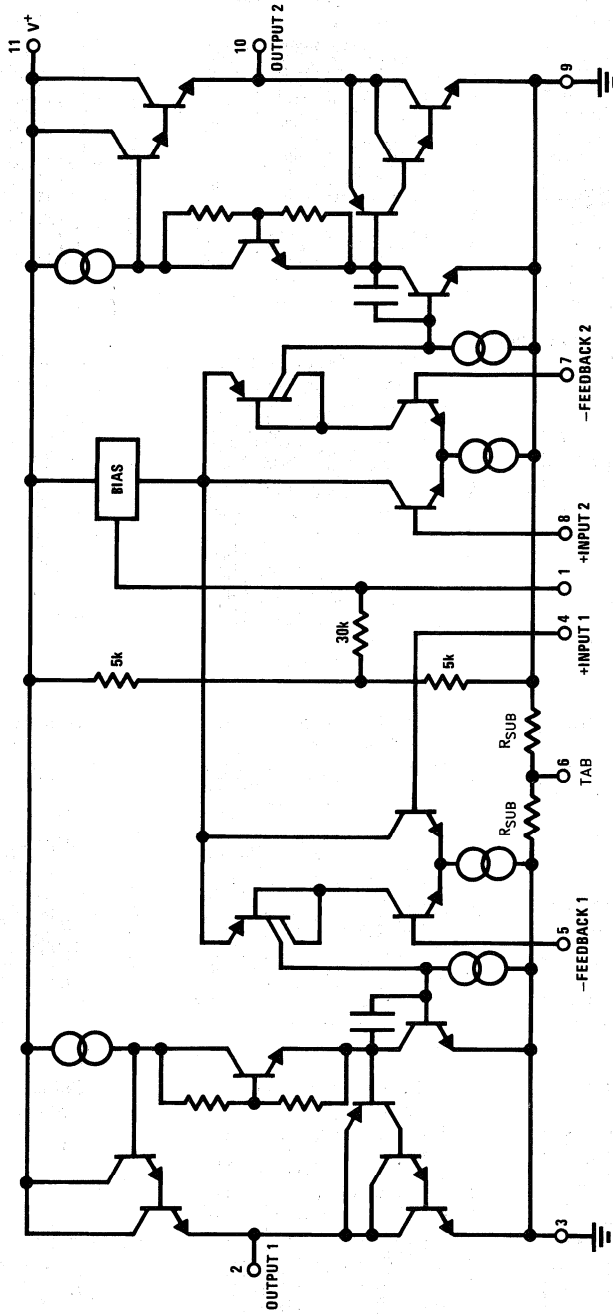 11 V+
10
OUTPUT 2
9
7
−FEEDBACK 2
BIAS
8
+INPUT 2
1
30k
4
+INPUT 1
5k
5k
RSUB
6
TAB
RSUB
5
−FEEDBACK 1
2
OUTPUT 1
3